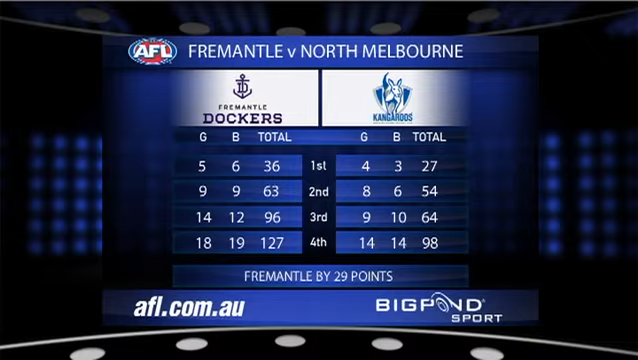 AFL FREMANTLE v NORTH MELBOURNE
FREMANTLE
DOCKERS
KANGAROOS
G B TOTAL G B TOTAL
5 6 36 1st 4 3 27
9 9 63 2nd 8 6 54
14 12 96 3rd 9 10 64
18 19 127 4th 14 14 98
FREMANTLE BY 29 POINTS
afl.com.au BIGPOND
SPORT